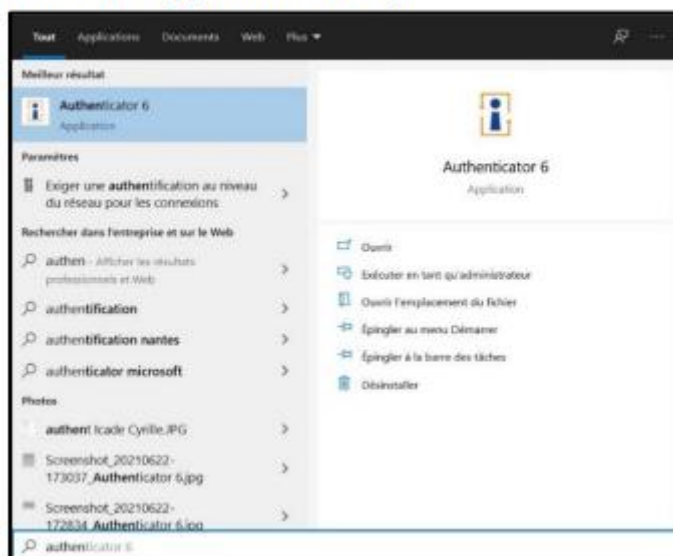 Tout Applications Documents Web Plus
Meilleur résultat
Authenticator 6
Application
Paramètres
Exiger une authentification au niveau
du réseau pour les connexions
Rechercher dans l'entreprise et sur le Web
authen - Afficher les résultats
professionnels et Web
authentification
authentification nantes
authenticator microsoft
Photos
authent Icade Cyrille.JPG
Screenshot_20210622-
173037_Authenticator 6.jpg
Screenshot_20210622-
172834_Authenticator 6.jpg
authenticator 6
Authenticator 6
Application
Ouvrir
Exécuter en tant qu'administrateur
Ouvrir l'emplacement du fichier
Épingler au menu Démarrer
Épingler à la barre des tâches
Désinstaller